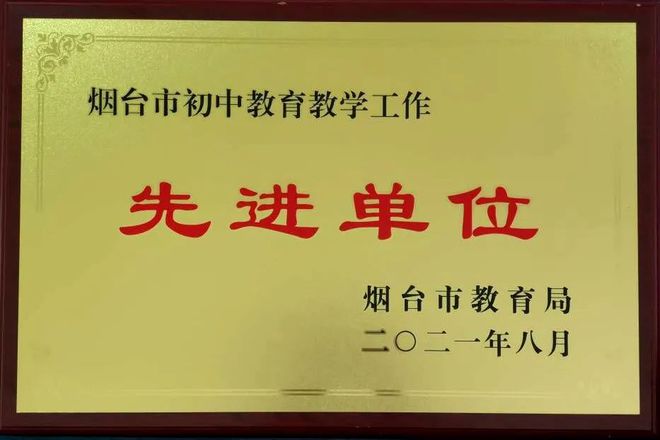 烟台市初中教育教学工作
先进单位
烟台市教育局
二〇二一年八月